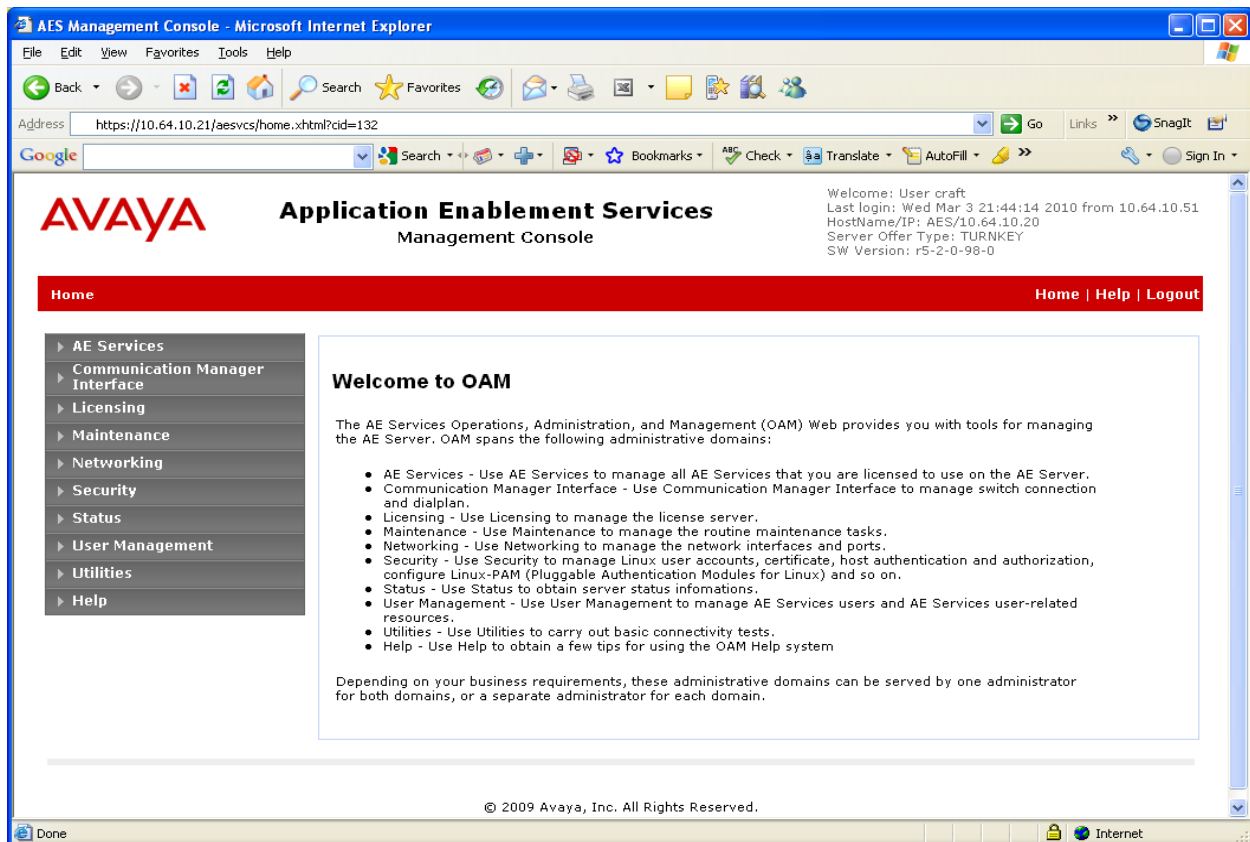 AES Management Console - Microsoft Internet Explorer
File Edit View Favorites Tools Help
Back Search Favorites
Address https://10.64.10.21/aesvcs/home.xhtml?cid=132 Go Links » SnagIt
Google Search Bookmarks Check Translate AutoFill » Sign In
AVAYA
Application Enablement Services
Management Console
Welcome: User craft
Last login: Wed Mar 3 21:44:14 2010 from 10.64.10.51
HostName/IP: AES/10.64.10.20
Server Offer Type: TURNKEY
SW Version: r5-2-0-98-0
Home
Home | Help | Logout
AE Services
Communication Manager
Interface
Licensing
Maintenance
Networking
Security
Status
User Management
Utilities
Help
Welcome to OAM
The AE Services Operations, Administration, and Management (OAM) Web provides you with tools for managing
the AE Server. OAM spans the following administrative domains:
• AE Services - Use AE Services to manage all AE Services that you are licensed to use on the AE Server.
• Communication Manager Interface - Use Communication Manager Interface to manage switch connection
and dialplan.
• Licensing - Use Licensing to manage the license server.
• Maintenance - Use Maintenance to manage the routine maintenance tasks.
• Networking - Use Networking to manage the network interfaces and ports.
• Security - Use Security to manage Linux user accounts, certificate, host authentication and authorization,
configure Linux-PAM (Pluggable Authentication Modules for Linux) and so on.
• Status - Use Status to obtain server status infomations.
• User Management - Use User Management to manage AE Services users and AE Services user-related
resources.
• Utilities - Use Utilities to carry out basic connectivity tests.
• Help - Use Help to obtain a few tips for using the OAM Help system
Depending on your business requirements, these administrative domains can be served by one administrator
for both domains, or a separate administrator for each domain.
© 2009 Avaya, Inc. All Rights Reserved.
Done
Internet